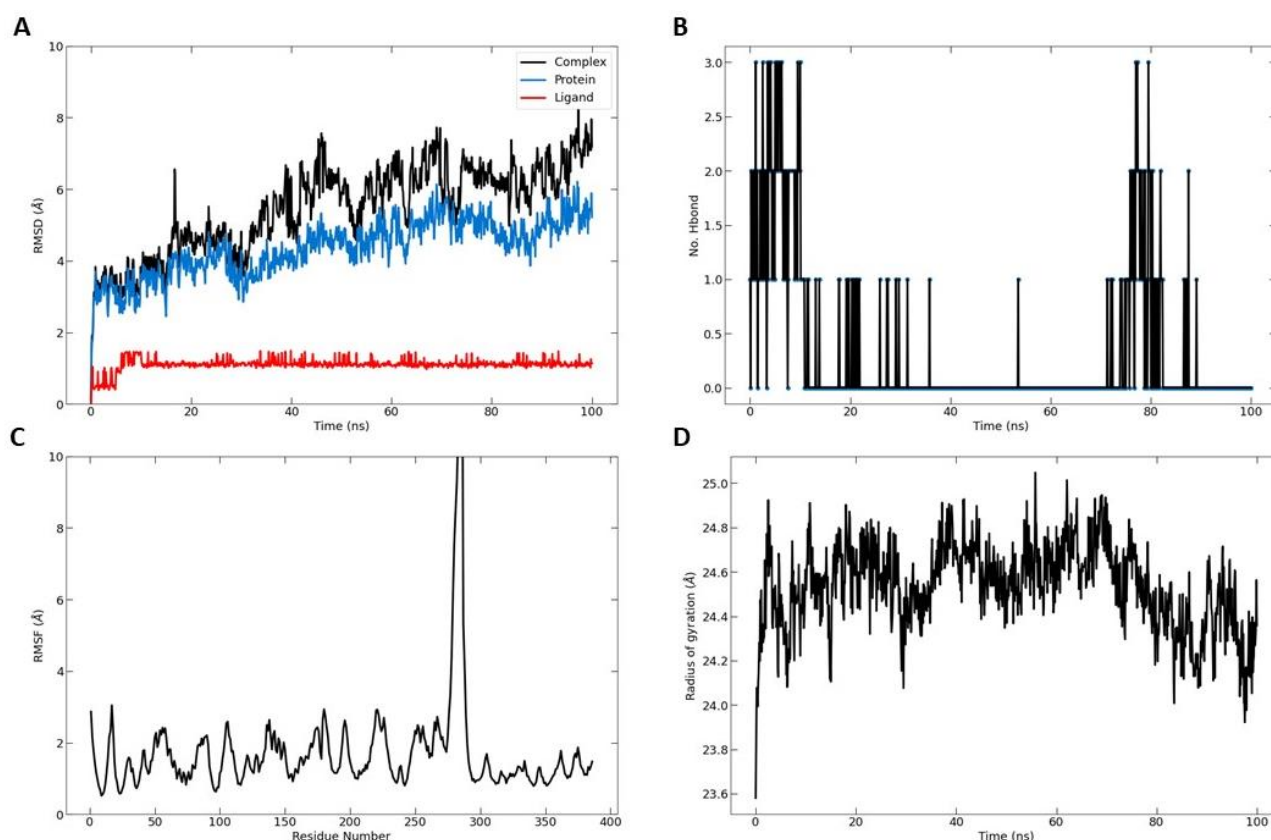 A
10
8
6
4
2
0
RMSD (Å)
Complex
Protein
Ligand
0 20 40 60 80 100
Time (ns)
B
3.0
2.5
2.0
1.5
1.0
0.5
0.0
No. Hbond
0 20 40 60 80 100
Time (ns)
C
10
8
6
4
2
0
RMSF (Å)
0 50 100 150 200 250 300 350 400
Residue Number
D
25.0
24.8
24.6
24.4
24.2
24.0
23.8
23.6
Radius of gyration (Å)
0 20 40 60 80 100
Time (ns)